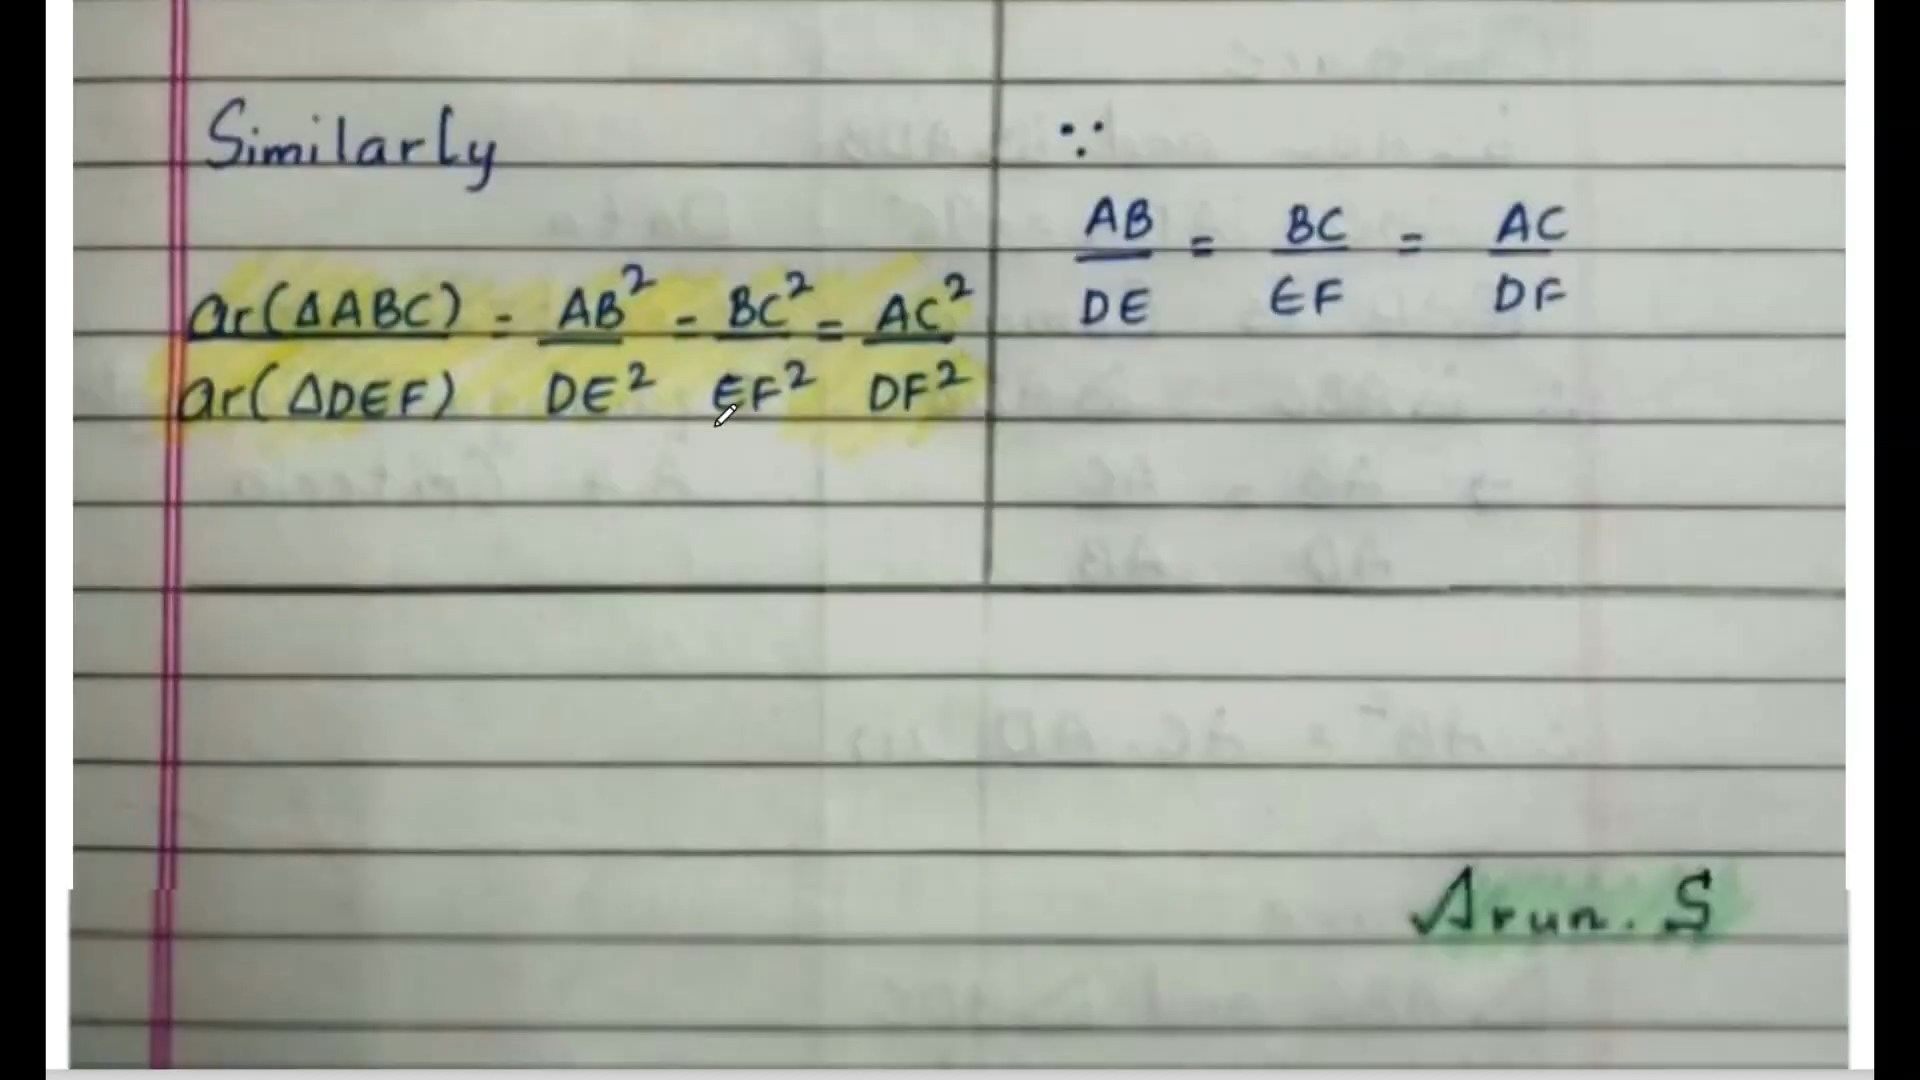 Similarly
ar(ΔABC) = AB² = BC² = AC²
ar(ΔDEF) DE² EF² DF²
∵
AB = BC = AC
DE EF DF
Arun. S